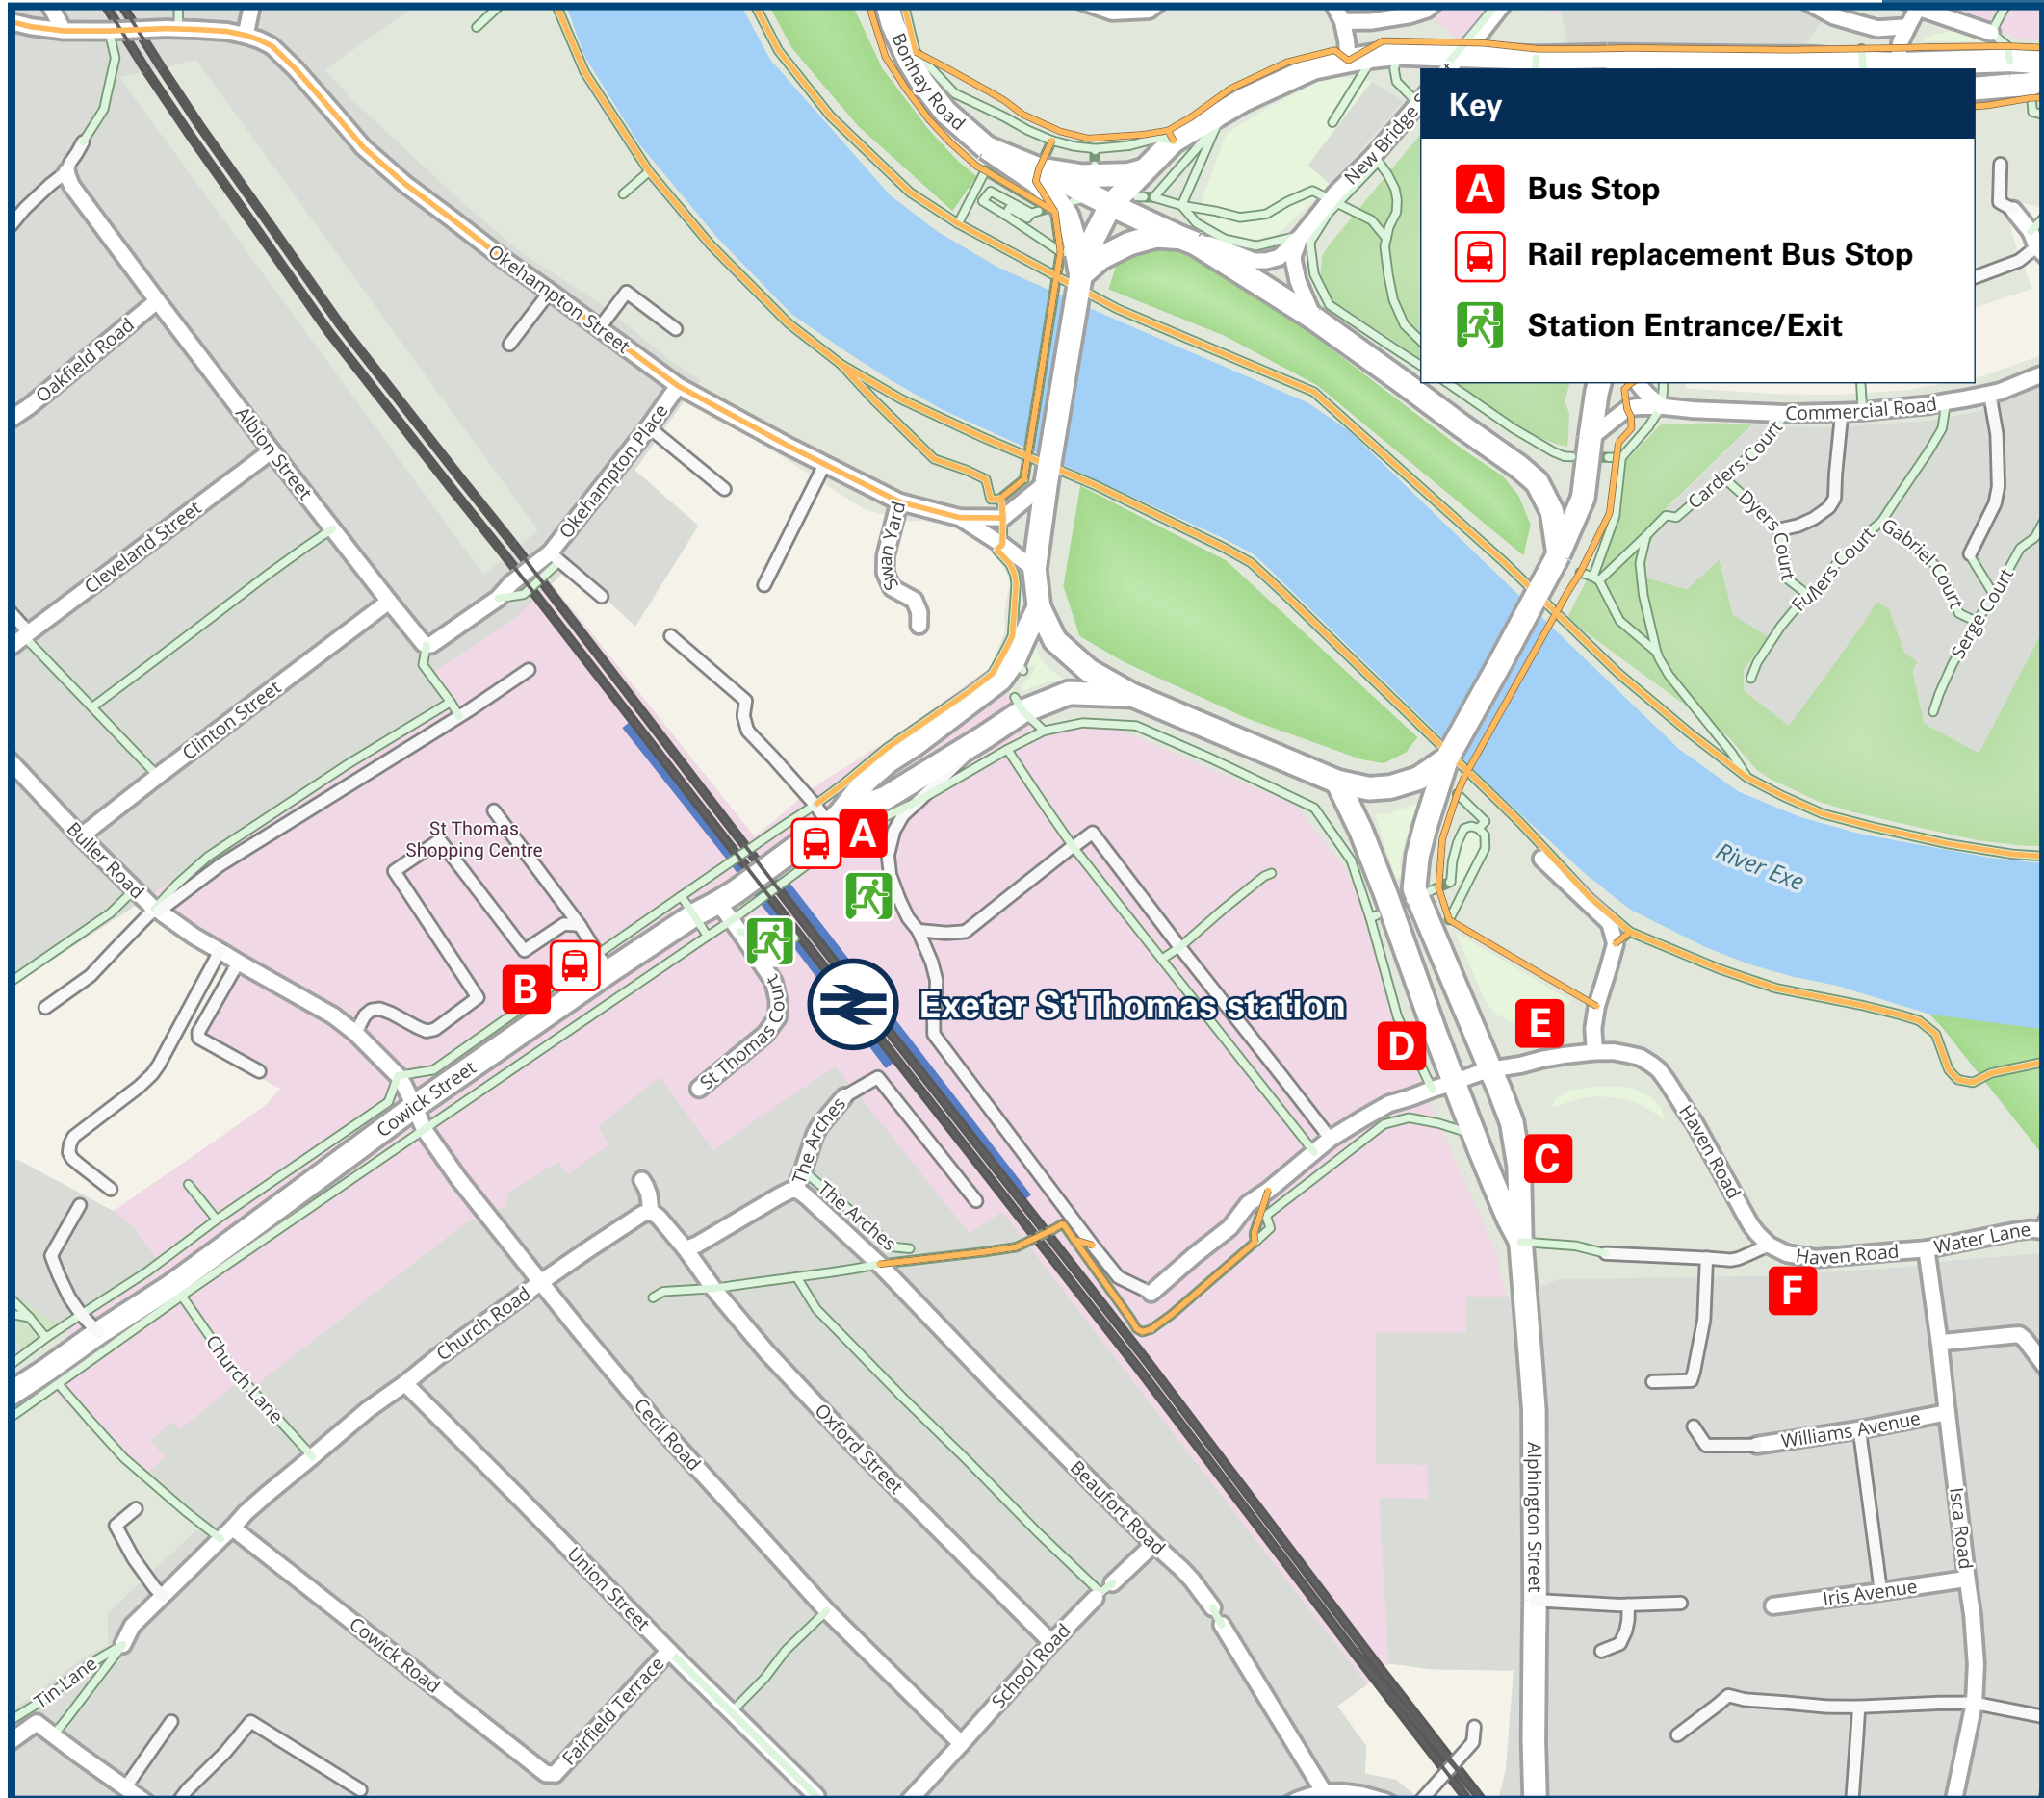 Key
A Bus Stop
Rail replacement Bus Stop
Station Entrance/Exit
Bonhay Road
New Bridge
Okehampton Street
Oakfield Road
Albion Street
Okehampton Place
Commercial Road
Carders Court
Dyers Court
Fullers Court
Gabriel Court
Serge Court
Cleveland Street
Swan Yard
Clinton Street
St Thomas
Shopping Centre
Buller Road
A
River Exe
B
St Thomas Court
Exeter St Thomas station
D
E
Cowick Street
The Arches
The Arches
C
Haven Road
Haven Road
Water Lane
F
Church Road
Church Lane
Cecil Road
Oxford Street
Beaufort Road
Alphington Street
Williams Avenue
Isca Road
Iris Avenue
Union Street
Cowick Road
Tin Lane
Fairfield Terrace
School Road